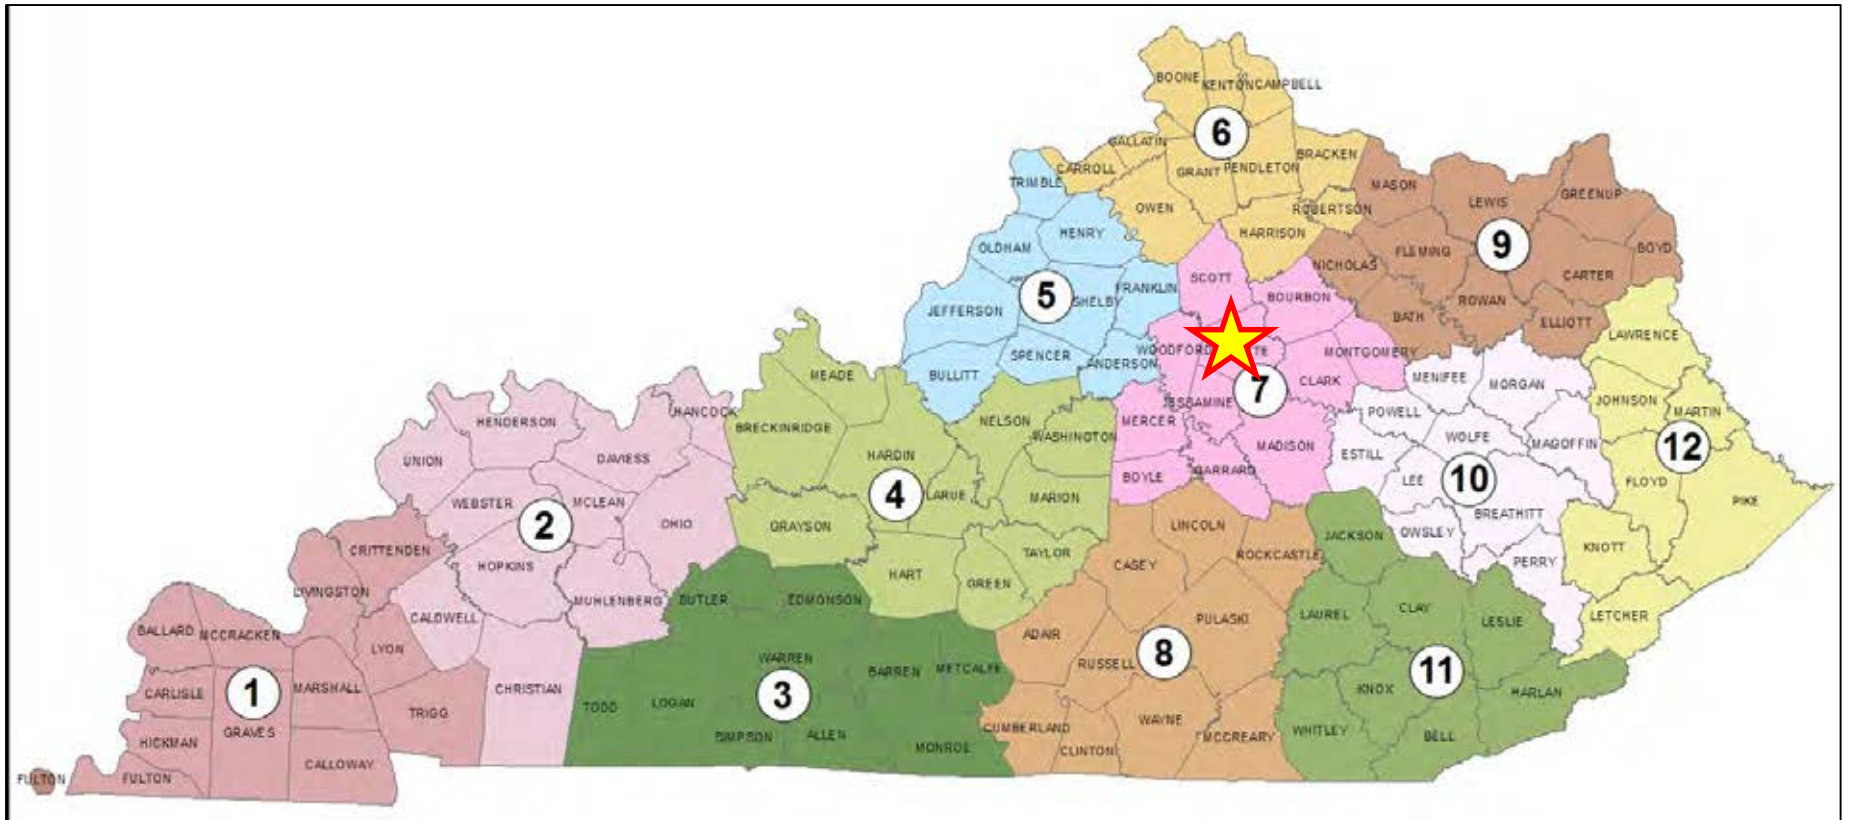 BOONE
KENTON
CAMPBELL
6
GALLATIN
CARROLL
GRANT
PENDLETON
BRACKEN
OWEN
ROBERTSON
HARRISON
TRIMBLE
HENRY
OLDHAM
5
SHELBY
FRANKLIN
JEFFERSON
SPENCER
ANDERSON
BULLITT
MASON
LEWIS
GREENUP
FLEMING
9
BOYD
NICHOLAS
CARTER
ROWAN
BATH
ELLIOTT
SCOTT
BOURBON
WOODFORD
MONTGOMERY
CLARK
7
MERCER
MADISON
GARRARD
BOYLE
LAWRENCE
JOHNSON
MARTIN
12
FLOYD
PIKE
KNOTT
LETCHER
MENIFEE
MORGAN
POWELL
WOLFE
MAGOFFIN
ESTILL
LEE
10
BREATHITT
OWSLEY
PERRY
MEADE
BRECKINRIDGE
NELSON
WASHINGTON
HARDIN
4
LARUE
MARION
GRAYSON
TAYLOR
HART
GREEN
HANCOCK
HENDERSON
DAVIESS
UNION
WEBSTER
MCLEAN
2
OHIO
HOPKINS
MUHLENBERG
CALDWELL
CHRISTIAN
CRITTENDEN
LIVINGSTON
BALLARD
MCCRACKEN
LYON
CARLISLE
1
MARSHALL
TRIGG
HICKMAN
GRAVES
FULTON
FULTON
CALLOWAY
BUTLER
EDMONSON
WARREN
BARREN
METCALFE
3
TODD
LOGAN
SIMPSON
ALLEN
MONROE
LINCOLN
CASEY
ROCKCASTLE
ADAIR
PULASKI
RUSSELL
8
CUMBERLAND
WAYNE
CLINTON
MCCREARY
JACKSON
LAUREL
CLAY
LESLIE
KNOX
11
HARLAN
WHITLEY
BELL